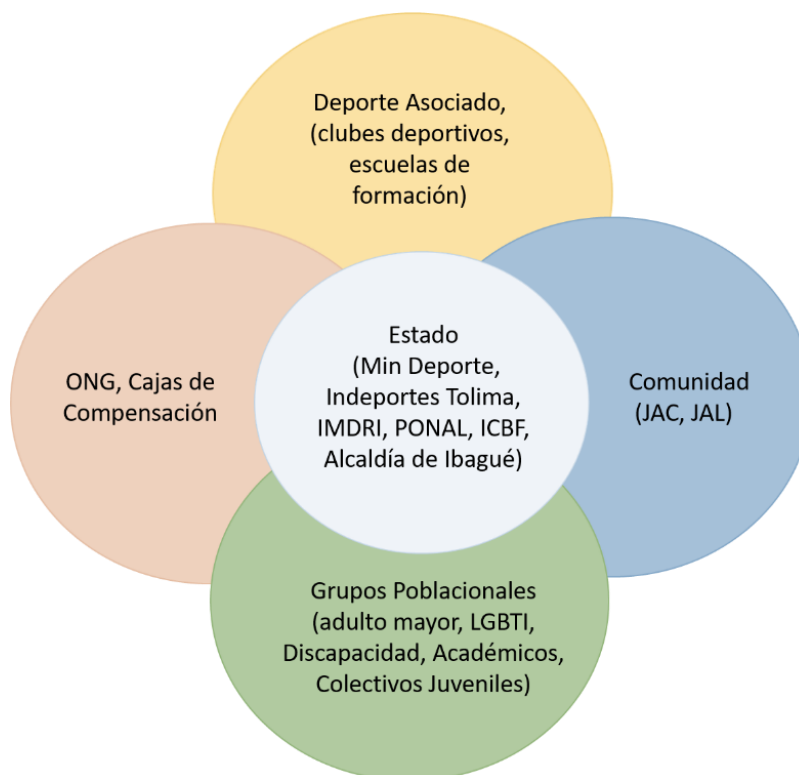 Deporte Asociado,
(clubes deportivos,
escuelas de
formación)
ONG, Cajas de
Compensación
Estado
(Min Deporte,
Indeportes Tolima,
IMDRI, PONAL, ICBF,
Alcaldía de Ibagué)
Comunidad
(JAC, JAL)
Grupos Poblacionales
(adulto mayor, LGBTI,
Discapacidad, Académicos,
Colectivos Juveniles)